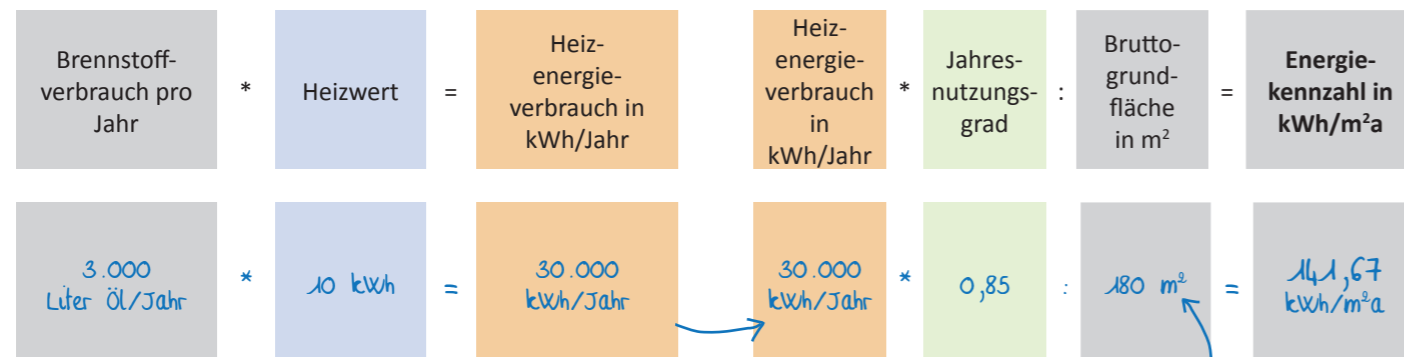 Brennstoff-
verbrauch pro
Jahr
*
Heizwert
=
Heiz-
energie-
verbrauch in
kWh/Jahr
Heiz-
energie-
verbrauch
in
kWh/Jahr
*
Jahres-
nutzungs-
grad
:
Brutto-
grund-
fläche
in m²
=
Energie-
kennzahl in
kWh/m²a
3.000
Liter Öl/Jahr
*
10 kWh
=
30.000
kWh/Jahr
30.000
kWh/Jahr
*
0,85
:
180 m²
=
141,67
kWh/m²a